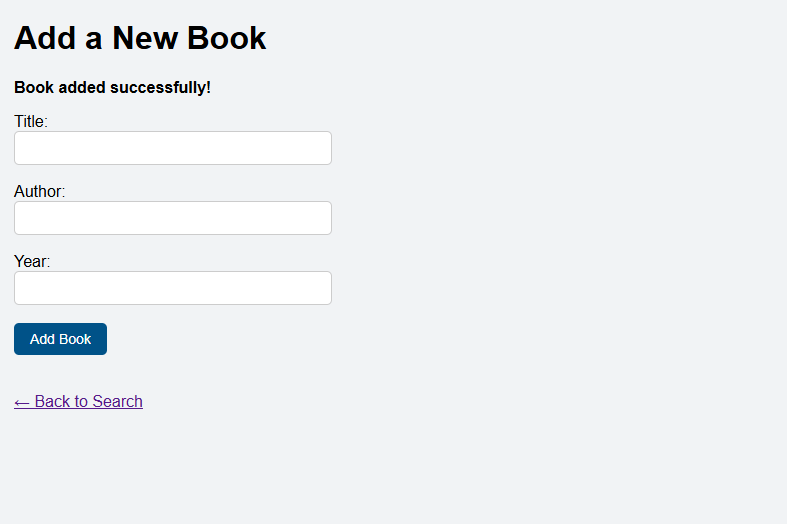 Add a New Book
Book added successfully!
Title:
Author:
Year:
Add Book
← Back to Search